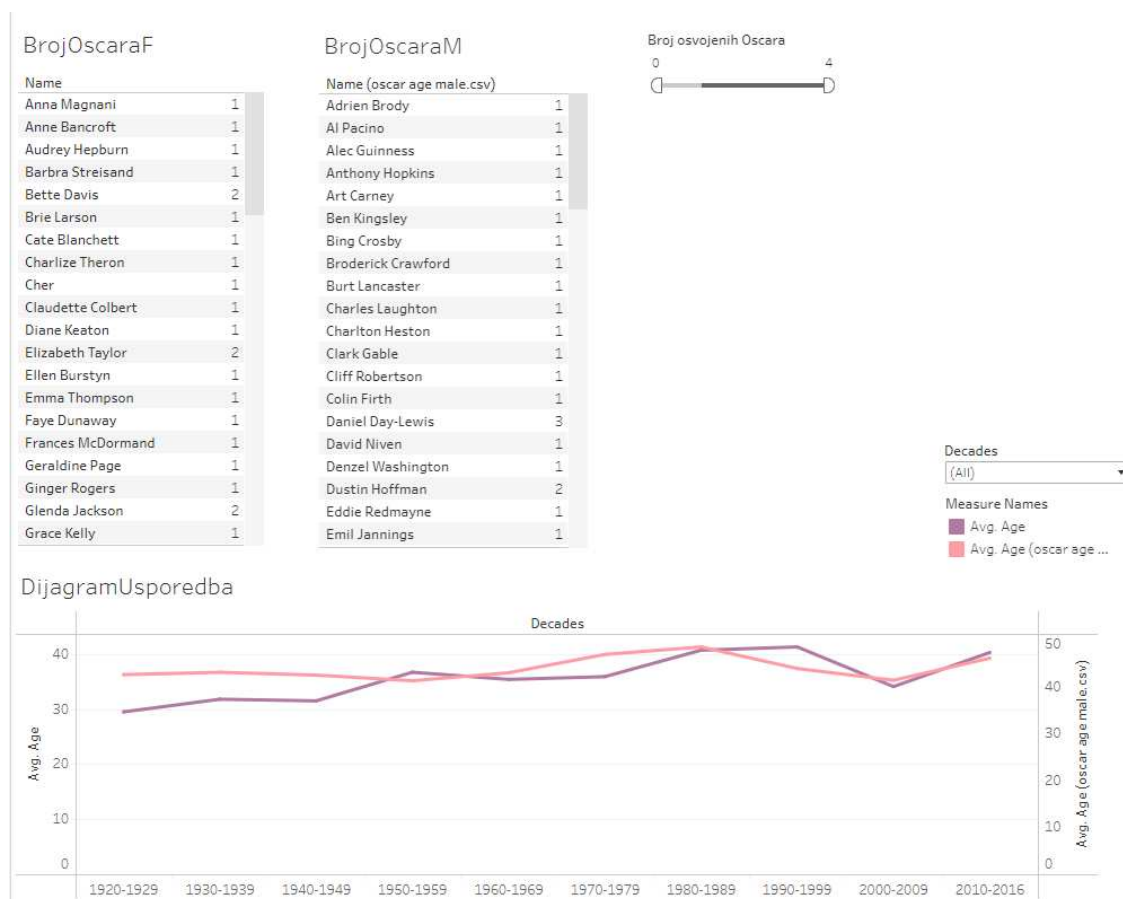 BrojOscaraF
Name
Anna Magnani 1
Anne Bancroft 1
Audrey Hepburn 1
Barbra Streisand 1
Bette Davis 2
Brie Larson 1
Cate Blanchett 1
Charlize Theron 1
Cher 1
Claudette Colbert 1
Diane Keaton 1
Elizabeth Taylor 2
Ellen Burstyn 1
Emma Thompson 1
Faye Dunaway 1
Frances McDormand 1
Geraldine Page 1
Ginger Rogers 1
Glenda Jackson 2
Grace Kelly 1
BrojOscaraM
Name (oscar age male.csv)
Adrien Brody 1
Al Pacino 1
Alec Guinness 1
Anthony Hopkins 1
Art Carney 1
Ben Kingsley 1
Bing Crosby 1
Broderick Crawford 1
Burt Lancaster 1
Charles Laughton 1
Charlton Heston 1
Clark Gable 1
Cliff Robertson 1
Colin Firth 1
Daniel Day-Lewis 3
David Niven 1
Denzel Washington 1
Dustin Hoffman 2
Eddie Redmayne 1
Emil Jannings 1
Broj osvojenih Oscara
0 4
Decades
(All)
Measure Names
Avg. Age
Avg. Age (oscar age ...
DijagramUsporedba
Decades
Avg. Age
40
30
20
10
0
50
40
30
20
10
0
Avg. Age (oscar age male.csv)
1920-1929 1930-1939 1940-1949 1950-1959 1960-1969 1970-1979 1980-1989 1990-1999 2000-2009 2010-2016